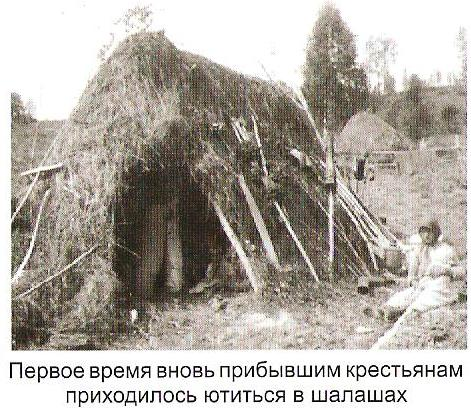 Первое время вновь прибывшим крестьянам
приходилось ютиться в шалашах